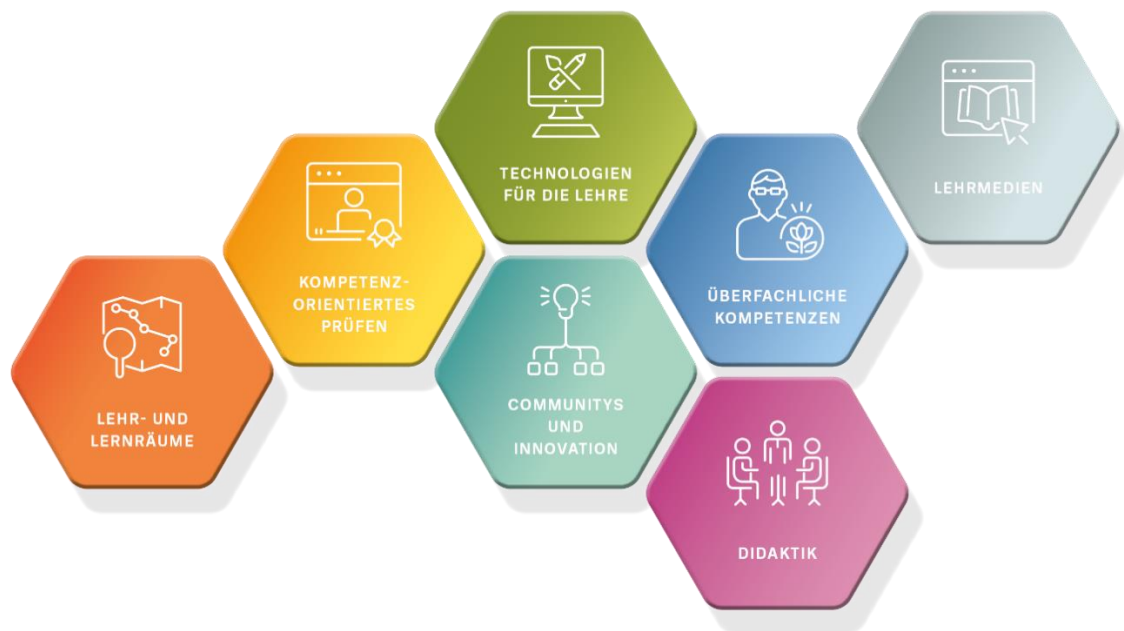 TECHNOLOGIEN
FÜR DIE LEHRE
LEHRMEDIEN
KOMPETENZ-
ORIENTIERTES
PRÜFEN
ÜBERFACHLICHE
KOMPETENZEN
LEHR- UND
LERNRÄUME
COMMUNITYS
UND
INNOVATION
DIDAKTIK